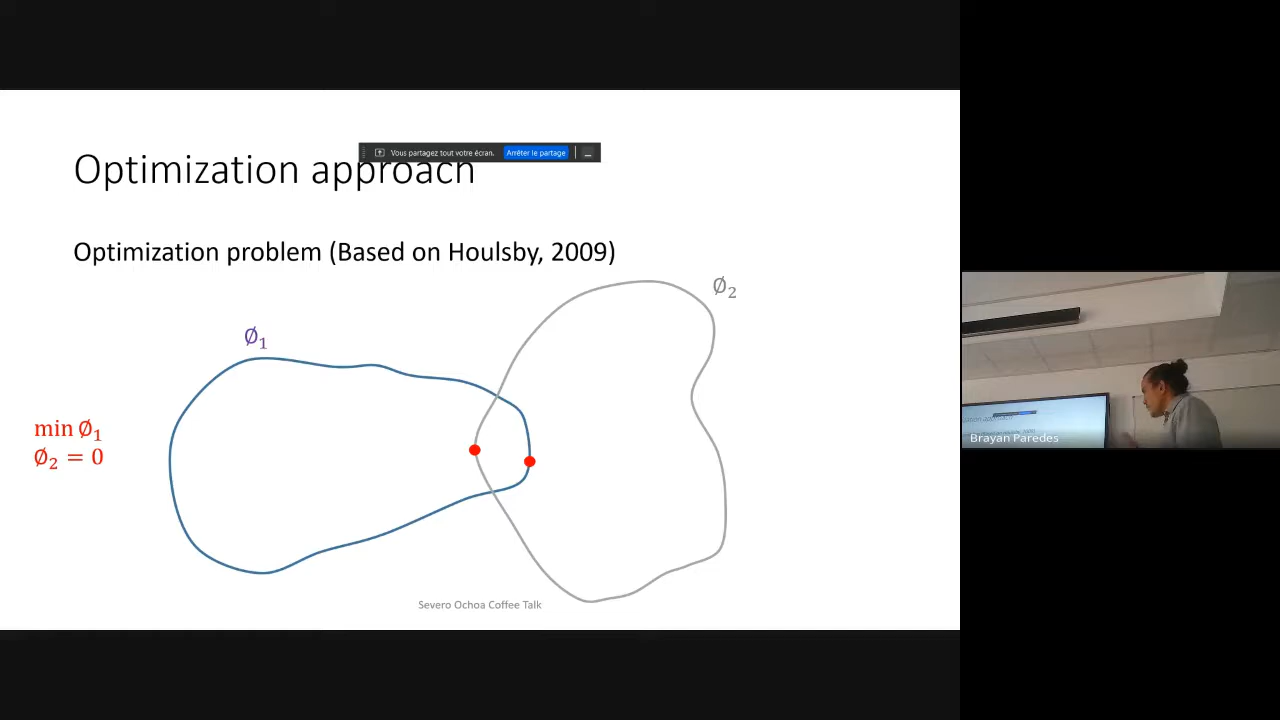 Vous partagez tout votre écran.
Arrêter le partage
Optimization approach
Optimization problem (Based on Houlsby, 2009)
∅₂
∅₁
min ∅₁
∅₂ = 0
Severo Ochoa Coffee Talk
Brayan Paredes